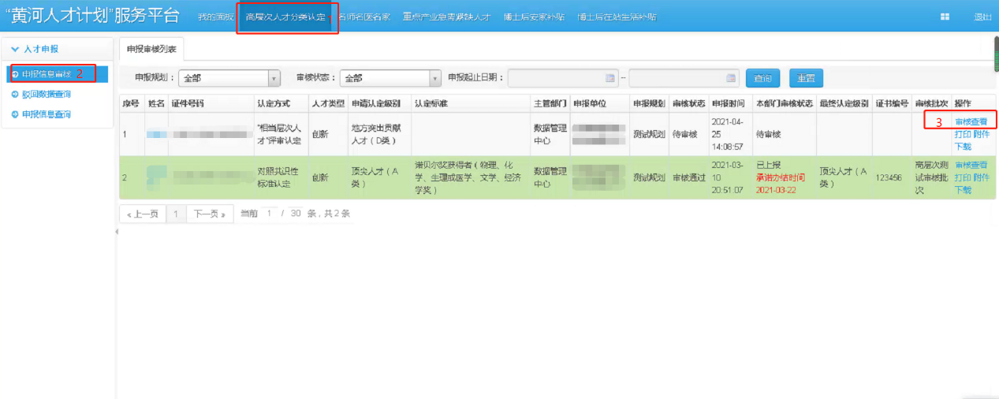 “黄河人才计划”服务平台 我的面板 高层次人才分类认定 名师名医名家 重点产业急需紧缺人才 博士后安家补贴 博士后在站生活补贴 退出
人才申报
申报信息审核 2
驳回数据查询
申报信息查询
申报审核列表
申报规划： 全部 审核状态： 全部 申报起止日期： - 查询 重置
序号 姓名 证件号码 认定方式 人才类型 申请认定级别 认定标准 主管部门 申报单位 申报规划 审核状态 申报时间 本部门审核状态 最终认定级别 证书编号 审核批次 操作
1 “相当层次人才”评审认定 创新 地方突出贡献人才（D类） 数据管理中心 测试规划 待审核 2021-04-25 14:08:57 待审核 3 审核查看 打印 附件下载
2 对照共识性标准认定 创新 顶尖人才（A类） 诺贝尔奖获得者（物理、化学、生理或医学、文学、经济学奖） 数据管理中心 测试规划 审核通过 2021-03-10 20:51:07 已上报 承诺办结时间 2021-03-22 顶尖人才（A类） 123456 高层次测试审核批次 审核查看 打印 附件下载
« 上一页 1 下一页 » 当前 1 / 30 条，共 2 条